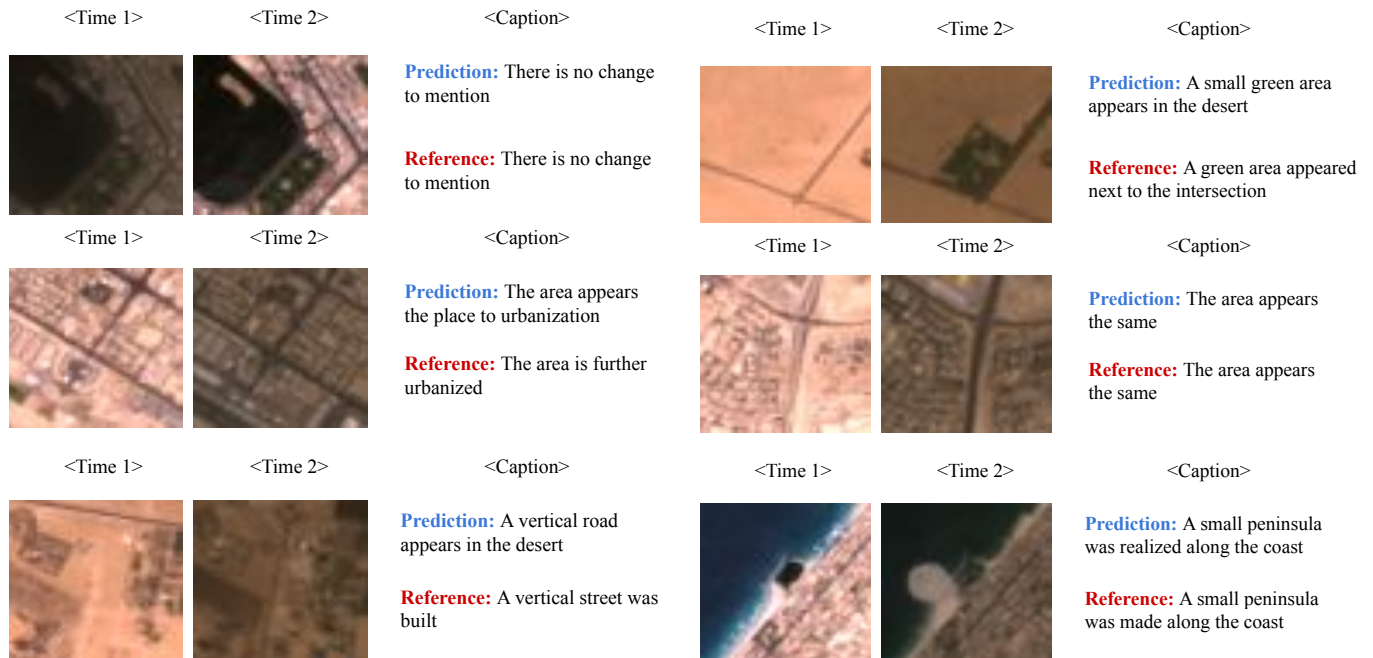 <Time 1> <Time 2> <Caption>
Prediction: There is no change
to mention
Reference: There is no change
to mention
<Time 1> <Time 2> <Caption>
Prediction: A small green area
appears in the desert
Reference: A green area appeared
next to the intersection
<Time 1> <Time 2> <Caption>
Prediction: The area appears
the place to urbanization
Reference: The area is further
urbanized
<Time 1> <Time 2> <Caption>
Prediction: The area appears
the same
Reference: The area appears
the same
<Time 1> <Time 2> <Caption>
Prediction: A vertical road
appears in the desert
Reference: A vertical street was
built
<Time 1> <Time 2> <Caption>
Prediction: A small peninsula
was realized along the coast
Reference: A small peninsula
was made along the coast